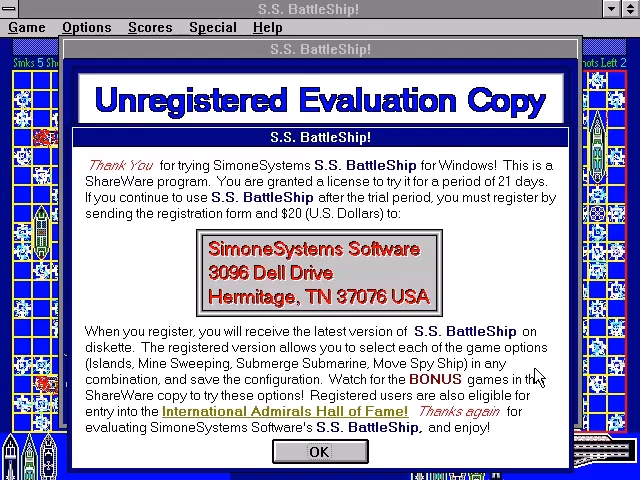 S.S. BattleShip!
Game Options Scores Special Help
S.S. BattleShip!
Sinks 5 Sh
ots Left 2
Unregistered Evaluation Copy
S.S. BattleShip!
Thank You for trying SimoneSystems S.S. BattleShip for Windows! This is a
ShareWare program. You are granted a license to try it for a period of 21 days.
If you continue to use S.S. BattleShip after the trial period, you must register by
sending the registration form and $20 (U.S. Dollars) to:
SimoneSystems Software
3096 Dell Drive
Hermitage, TN 37076 USA
When you register, you will receive the latest version of S.S. BattleShip on
diskette. The registered version allows you to select each of the game options
(Islands, Mine Sweeping, Submerge Submarine, Move Spy Ship) in any
combination, and save the configuration. Watch for the BONUS games in th
ShareWare copy to try these options! Registered users are also eligible for
entry into the International Admirals Hall of Fame! Thanks again for
evaluating SimoneSystems Software's S.S. BattleShip, and enjoy!
OK